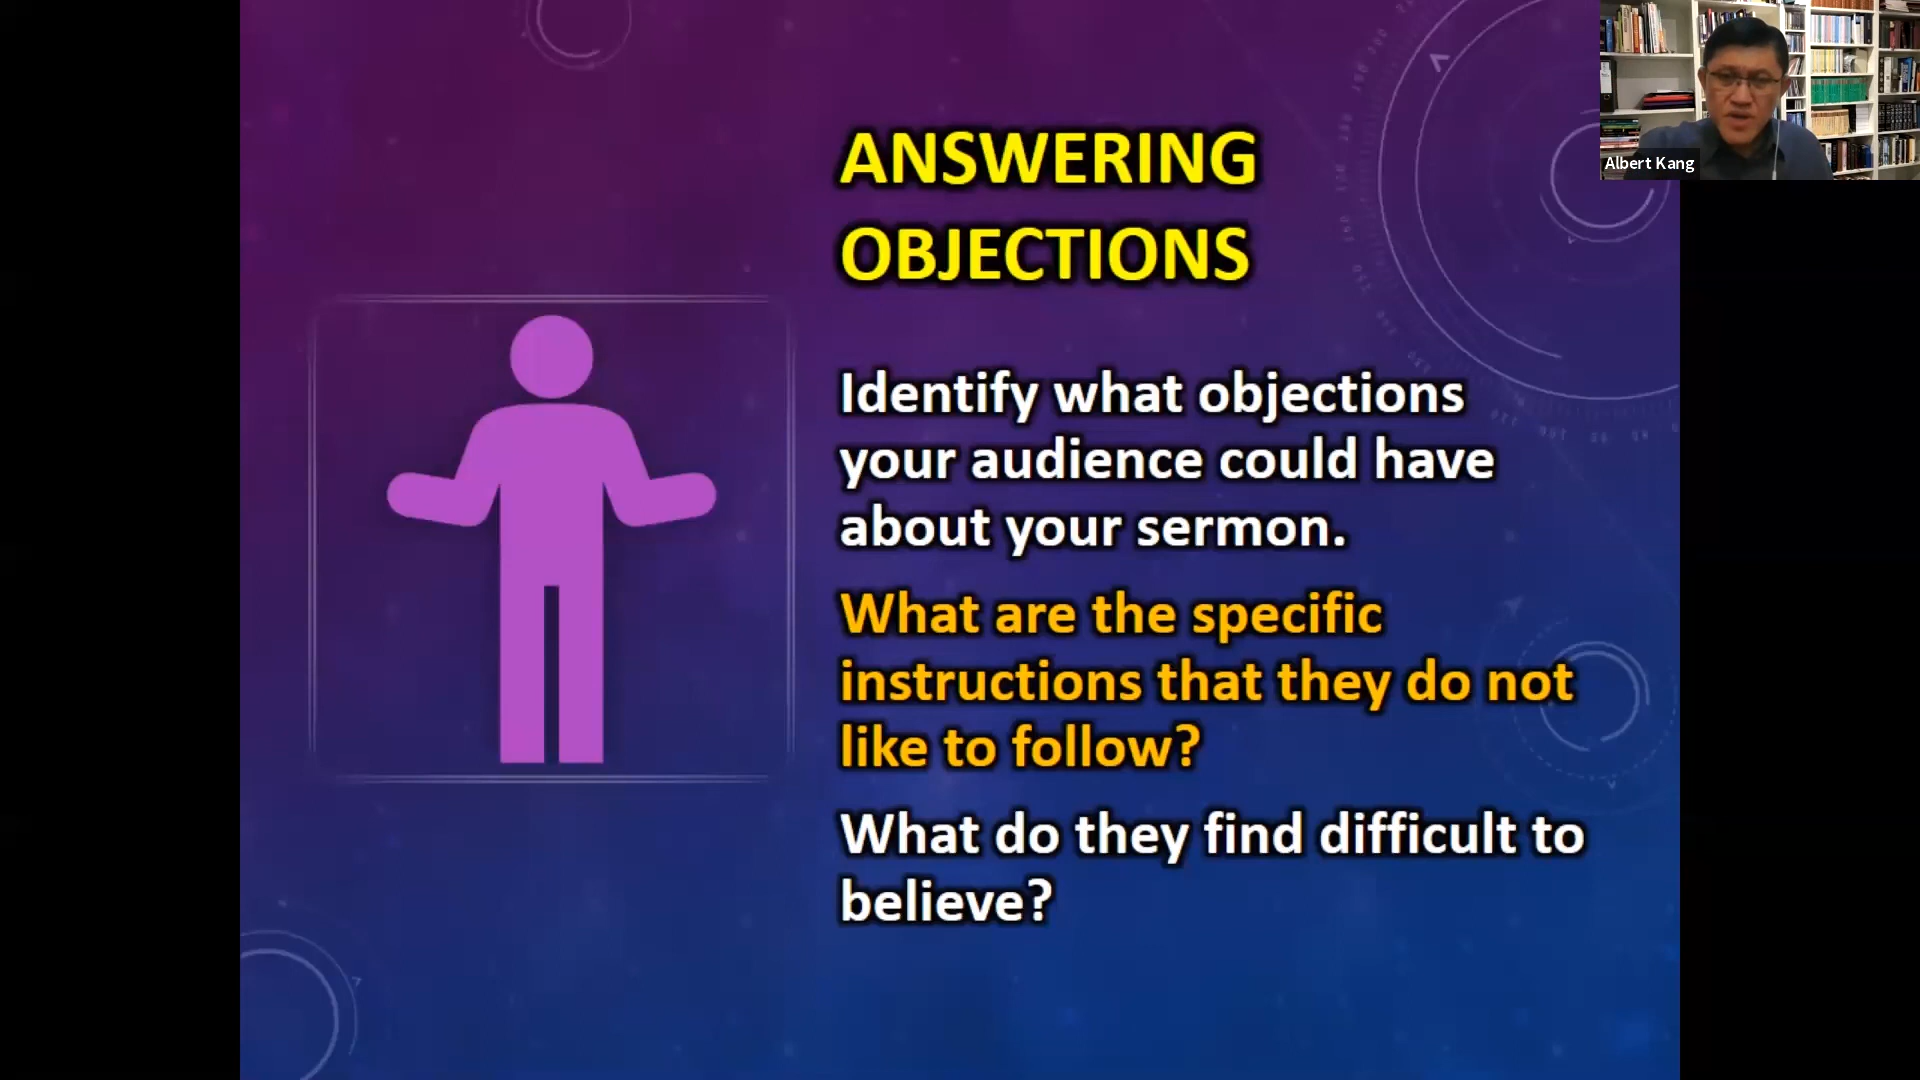 ANSWERING
OBJECTIONS
Identify what objections
your audience could have
about your sermon.
What are the specific
instructions that they do not
like to follow?
What do they find difficult to
believe?
Albert Kang